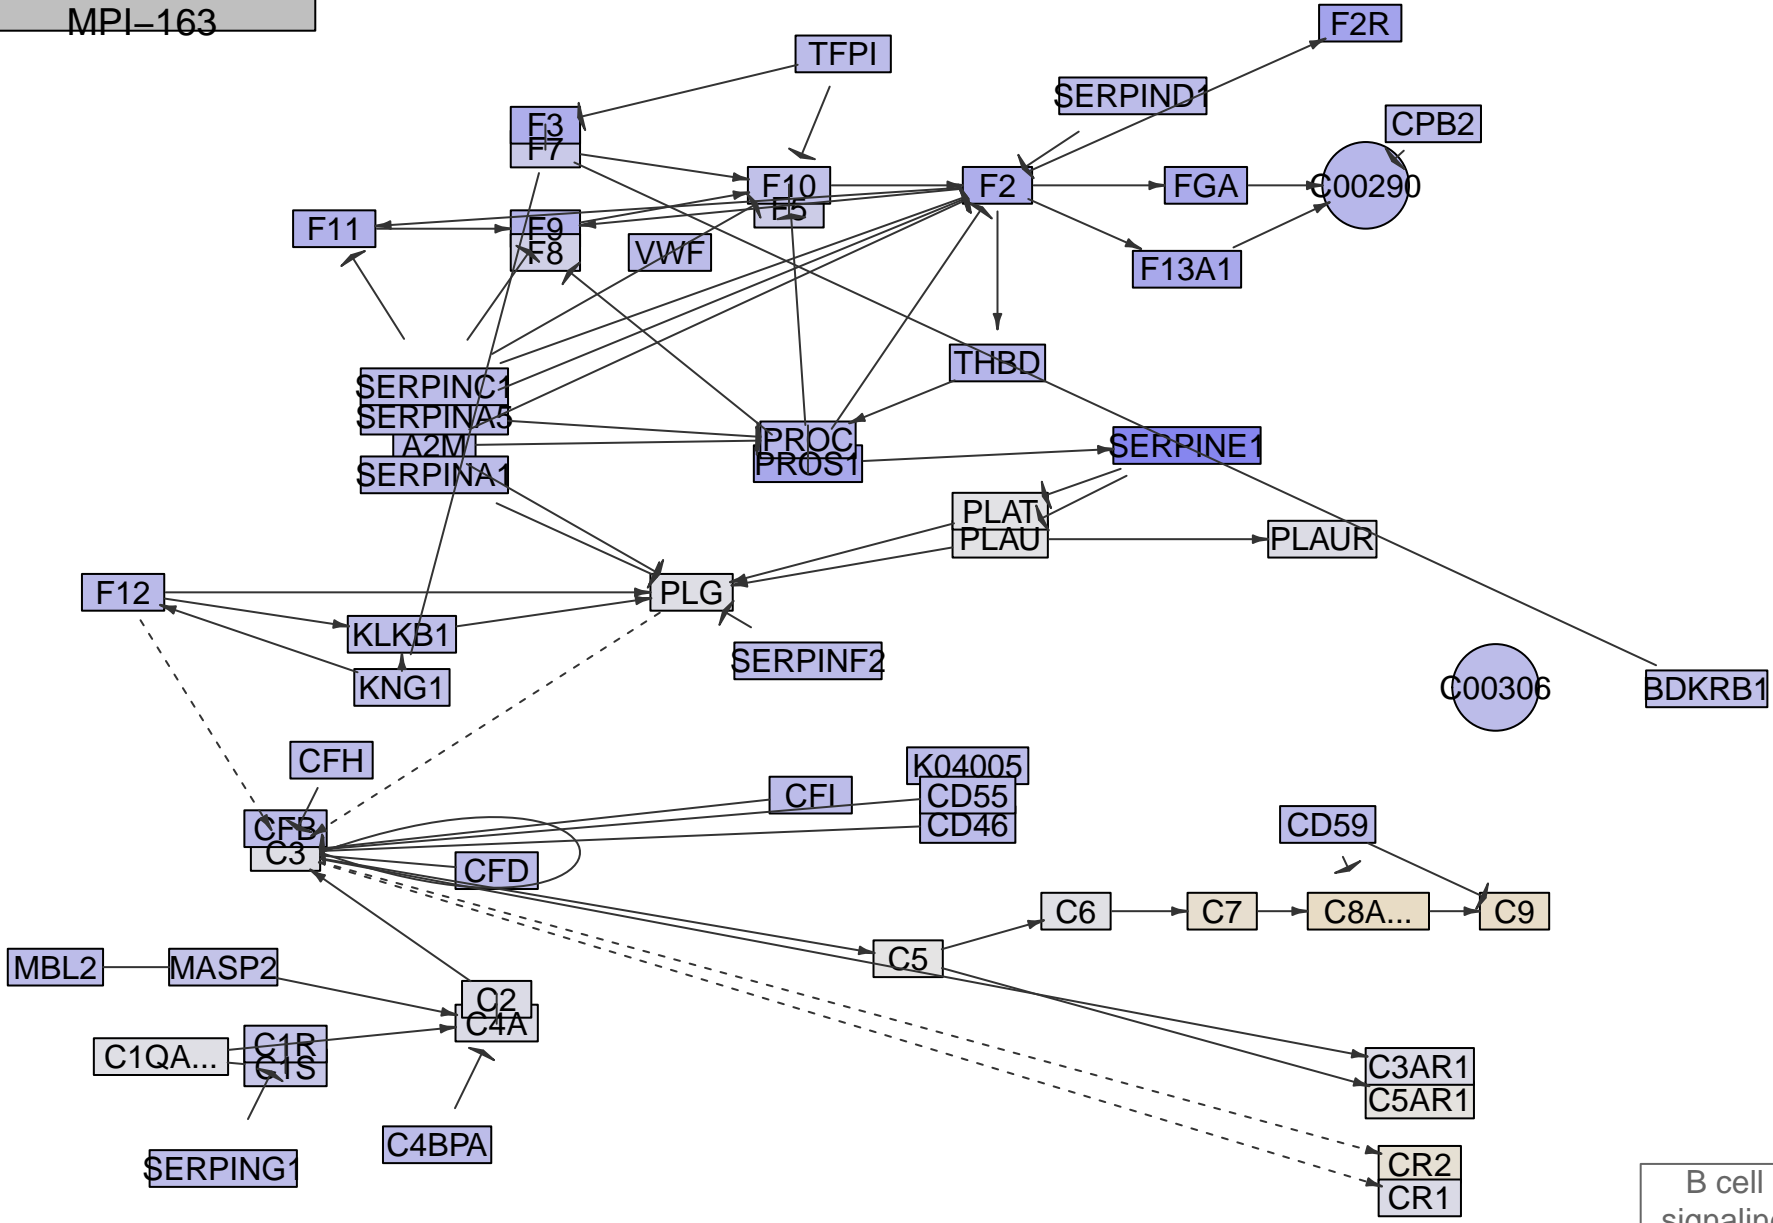 MPI−163
F2R
TFPI
SERPIND1
CPB2
F3
F7
F10
F5
F2
FGA
C00290
F11
F9
F8
VWF
F13A1
THBD
SERPINC1
SERPINA5
A2M
SERPINA1
PROC
PROS1
SERPINE1
PLAT
PLAU
PLAUR
F12
PLG
KLKB1
SERPINF2
KNG1
C00306
BDKRB1
CFH
K04005
CFI
CD55
CD46
CFB
C3
CD59
CFD
C6
C7
C8A...
C9
C5
MBL2
MASP2
C2
C4A
C1QA...
C1R
C1S
C3AR1
C5AR1
C4BPA
SERPING1
CR2
CR1
B cell
signaling